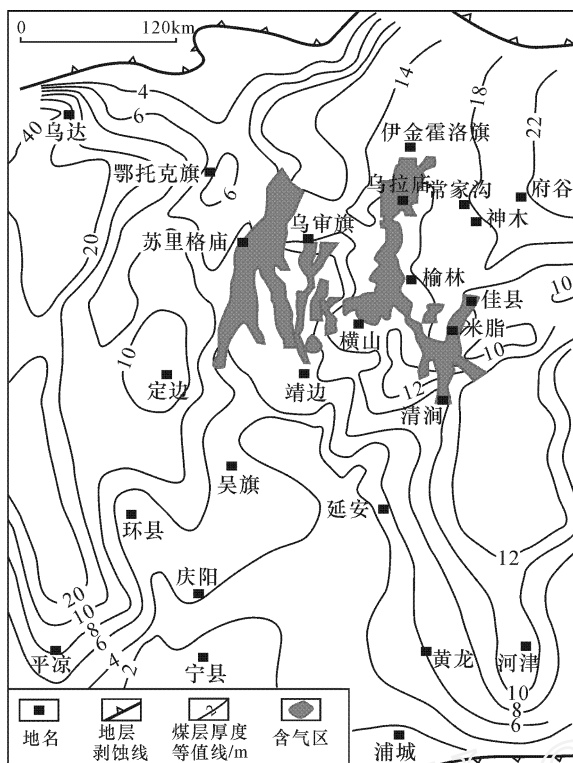 0 120km
4
14
18
6
22
40
乌达
伊金霍洛旗
鄂托克旗
6
乌拉庙
常家沟
府谷
神木
20
乌审旗
苏里格庙
榆林
10
佳县
米脂
横山
10
10
定边
靖边
12
清涧
吴旗
延安
环县
12
庆阳
20
10
8
6
平凉
4
2
宁县
黄龙
河津
10
8
6
地名
地层
剥蚀线
煤层厚度
等值线/m
含气区
浦城